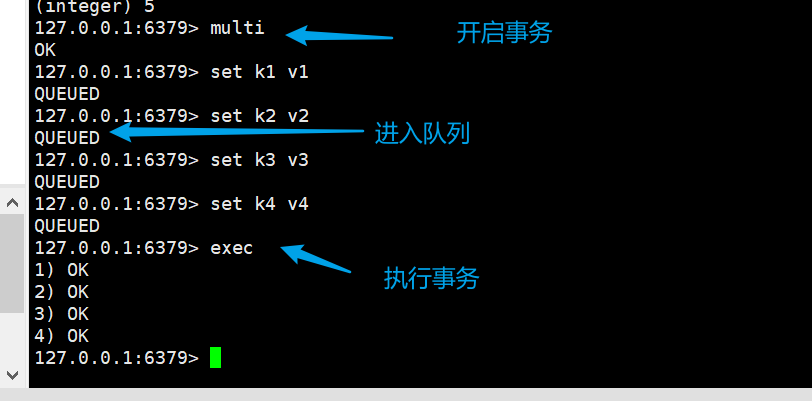 (integer) 5
127.0.0.1:6379> multi
开启事务
OK
127.0.0.1:6379> set k1 v1
QUEUED
127.0.0.1:6379> set k2 v2
QUEUED
进入队列
127.0.0.1:6379> set k3 v3
QUEUED
127.0.0.1:6379> set k4 v4
QUEUED
127.0.0.1:6379> exec
执行事务
1) OK
2) OK
3) OK
4) OK
127.0.0.1:6379>